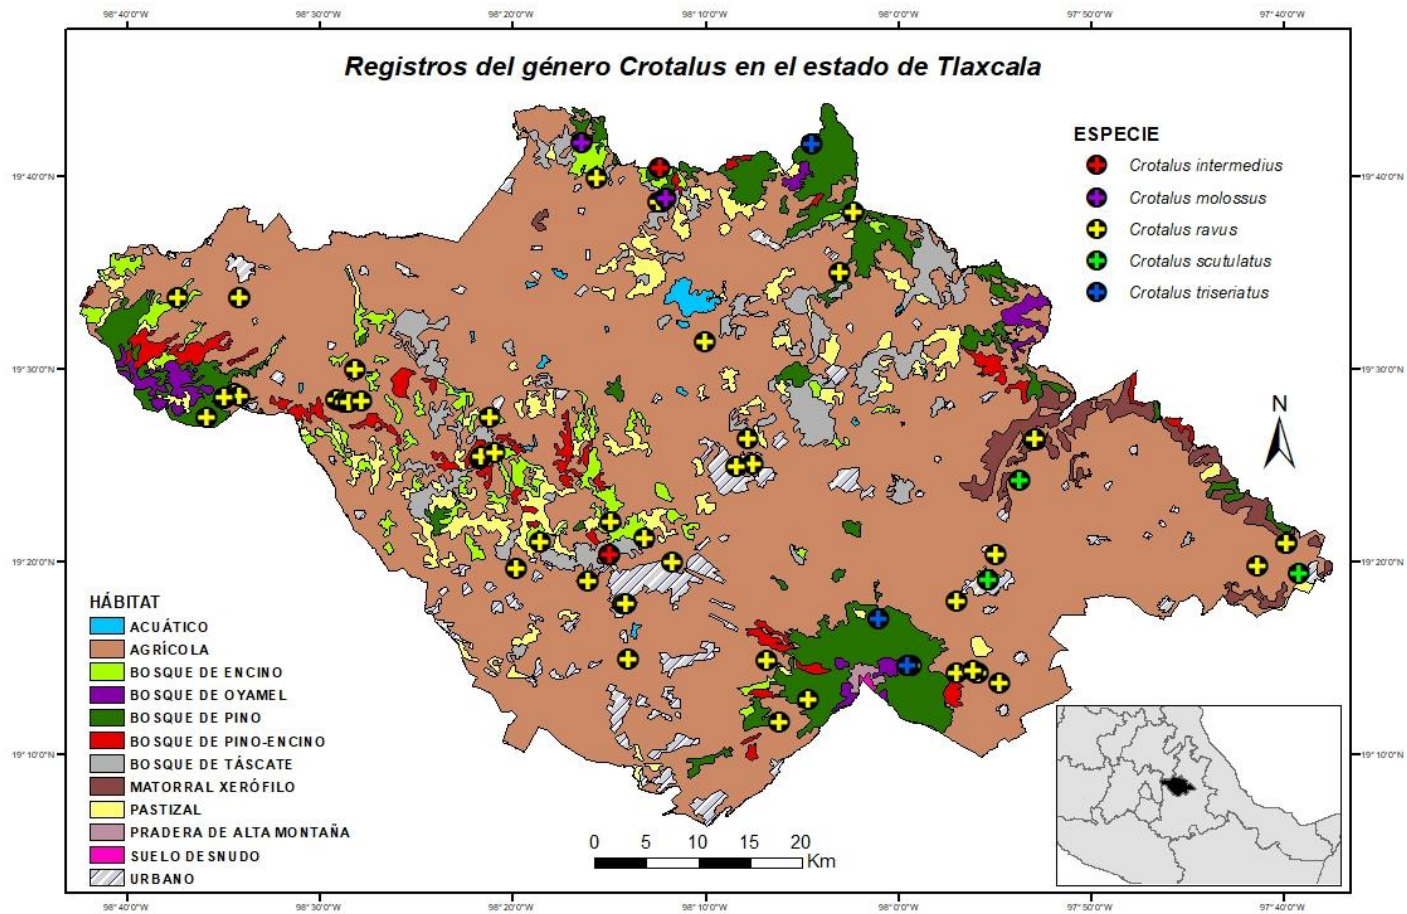 98°40'0"W 98°30'0"W 98°20'0"W 98°10'0"W 98°0'0"W 97°50'0"W 97°40'0"W
Registros del género Crotalus en el estado de Tlaxcala
ESPECIE
Crotalus intermedius
Crotalus molossus
Crotalus ravus
Crotalus scutulatus
Crotalus triseriatus
19°40'0"N 19°40'0"N
19°30'0"N 19°30'0"N
N
19°20'0"N 19°20'0"N
19°10'0"N 19°10'0"N
HÁBITAT
ACUÁTICO
AGRÍCOLA
BOSQUE DE ENCINO
BOSQUE DE OYAMEL
BOSQUE DE PINO
BOSQUE DE PINO-ENCINO
BOSQUE DE TÁSCATE
MATORRAL XERÓFILO
PASTIZAL
PRADERA DE ALTA MONTAÑA
SUELO DESNUDO
URBANO
0 5 10 15 20
Km
98°40'0"W 98°30'0"W 98°20'0"W 98°10'0"W 98°0'0"W 97°50'0"W 97°40'0"W